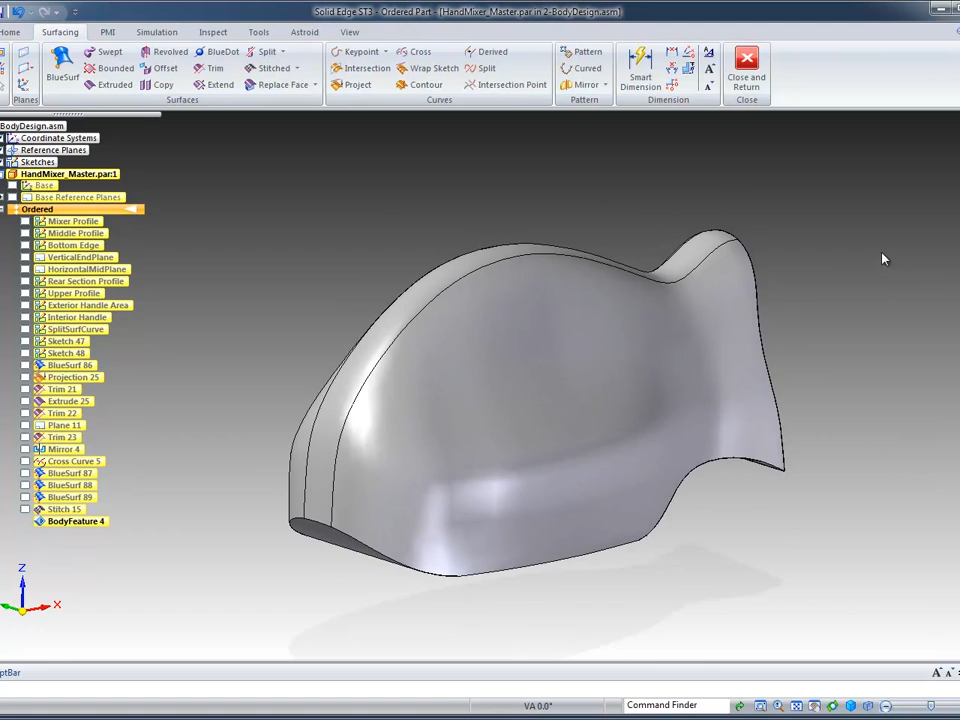 Solid Edge ST3 - Ordered Part - [HandMixer_Master.par in 2-BodyDesign.asm]
Home Surfacing PMI Simulation Inspect Tools Astroid View
Swept Revolved BlueDot Split Keypoint Cross Derived Pattern
BlueSurf Bounded Offset Trim Stitched Intersection Wrap Sketch Split Curved Smart Dimension Close and Return
Extruded Copy Extend Replace Face Project Contour Intersection Point Mirror
Planes Surfaces Curves Pattern Dimension Close
BodyDesign.asm
Coordinate Systems
Reference Planes
Sketches
HandMixer_Master.par:1
Base
Base Reference Planes
Ordered
Mixer Profile
Middle Profile
Bottom Edge
VerticalEndPlane
HorizontalMidPlane
Rear Section Profile
Upper Profile
Exterior Handle Area
Interior Handle
SplitSurfCurve
Sketch 47
Sketch 48
BlueSurf 86
Projection 25
Trim 21
Extrude 25
Trim 22
Plane 11
Trim 23
Mirror 4
Cross Curve 5
BlueSurf 87
BlueSurf 88
BlueSurf 89
Stitch 15
BodyFeature 4
Z
X
ptBar
A A
VA 0.0° Command Finder